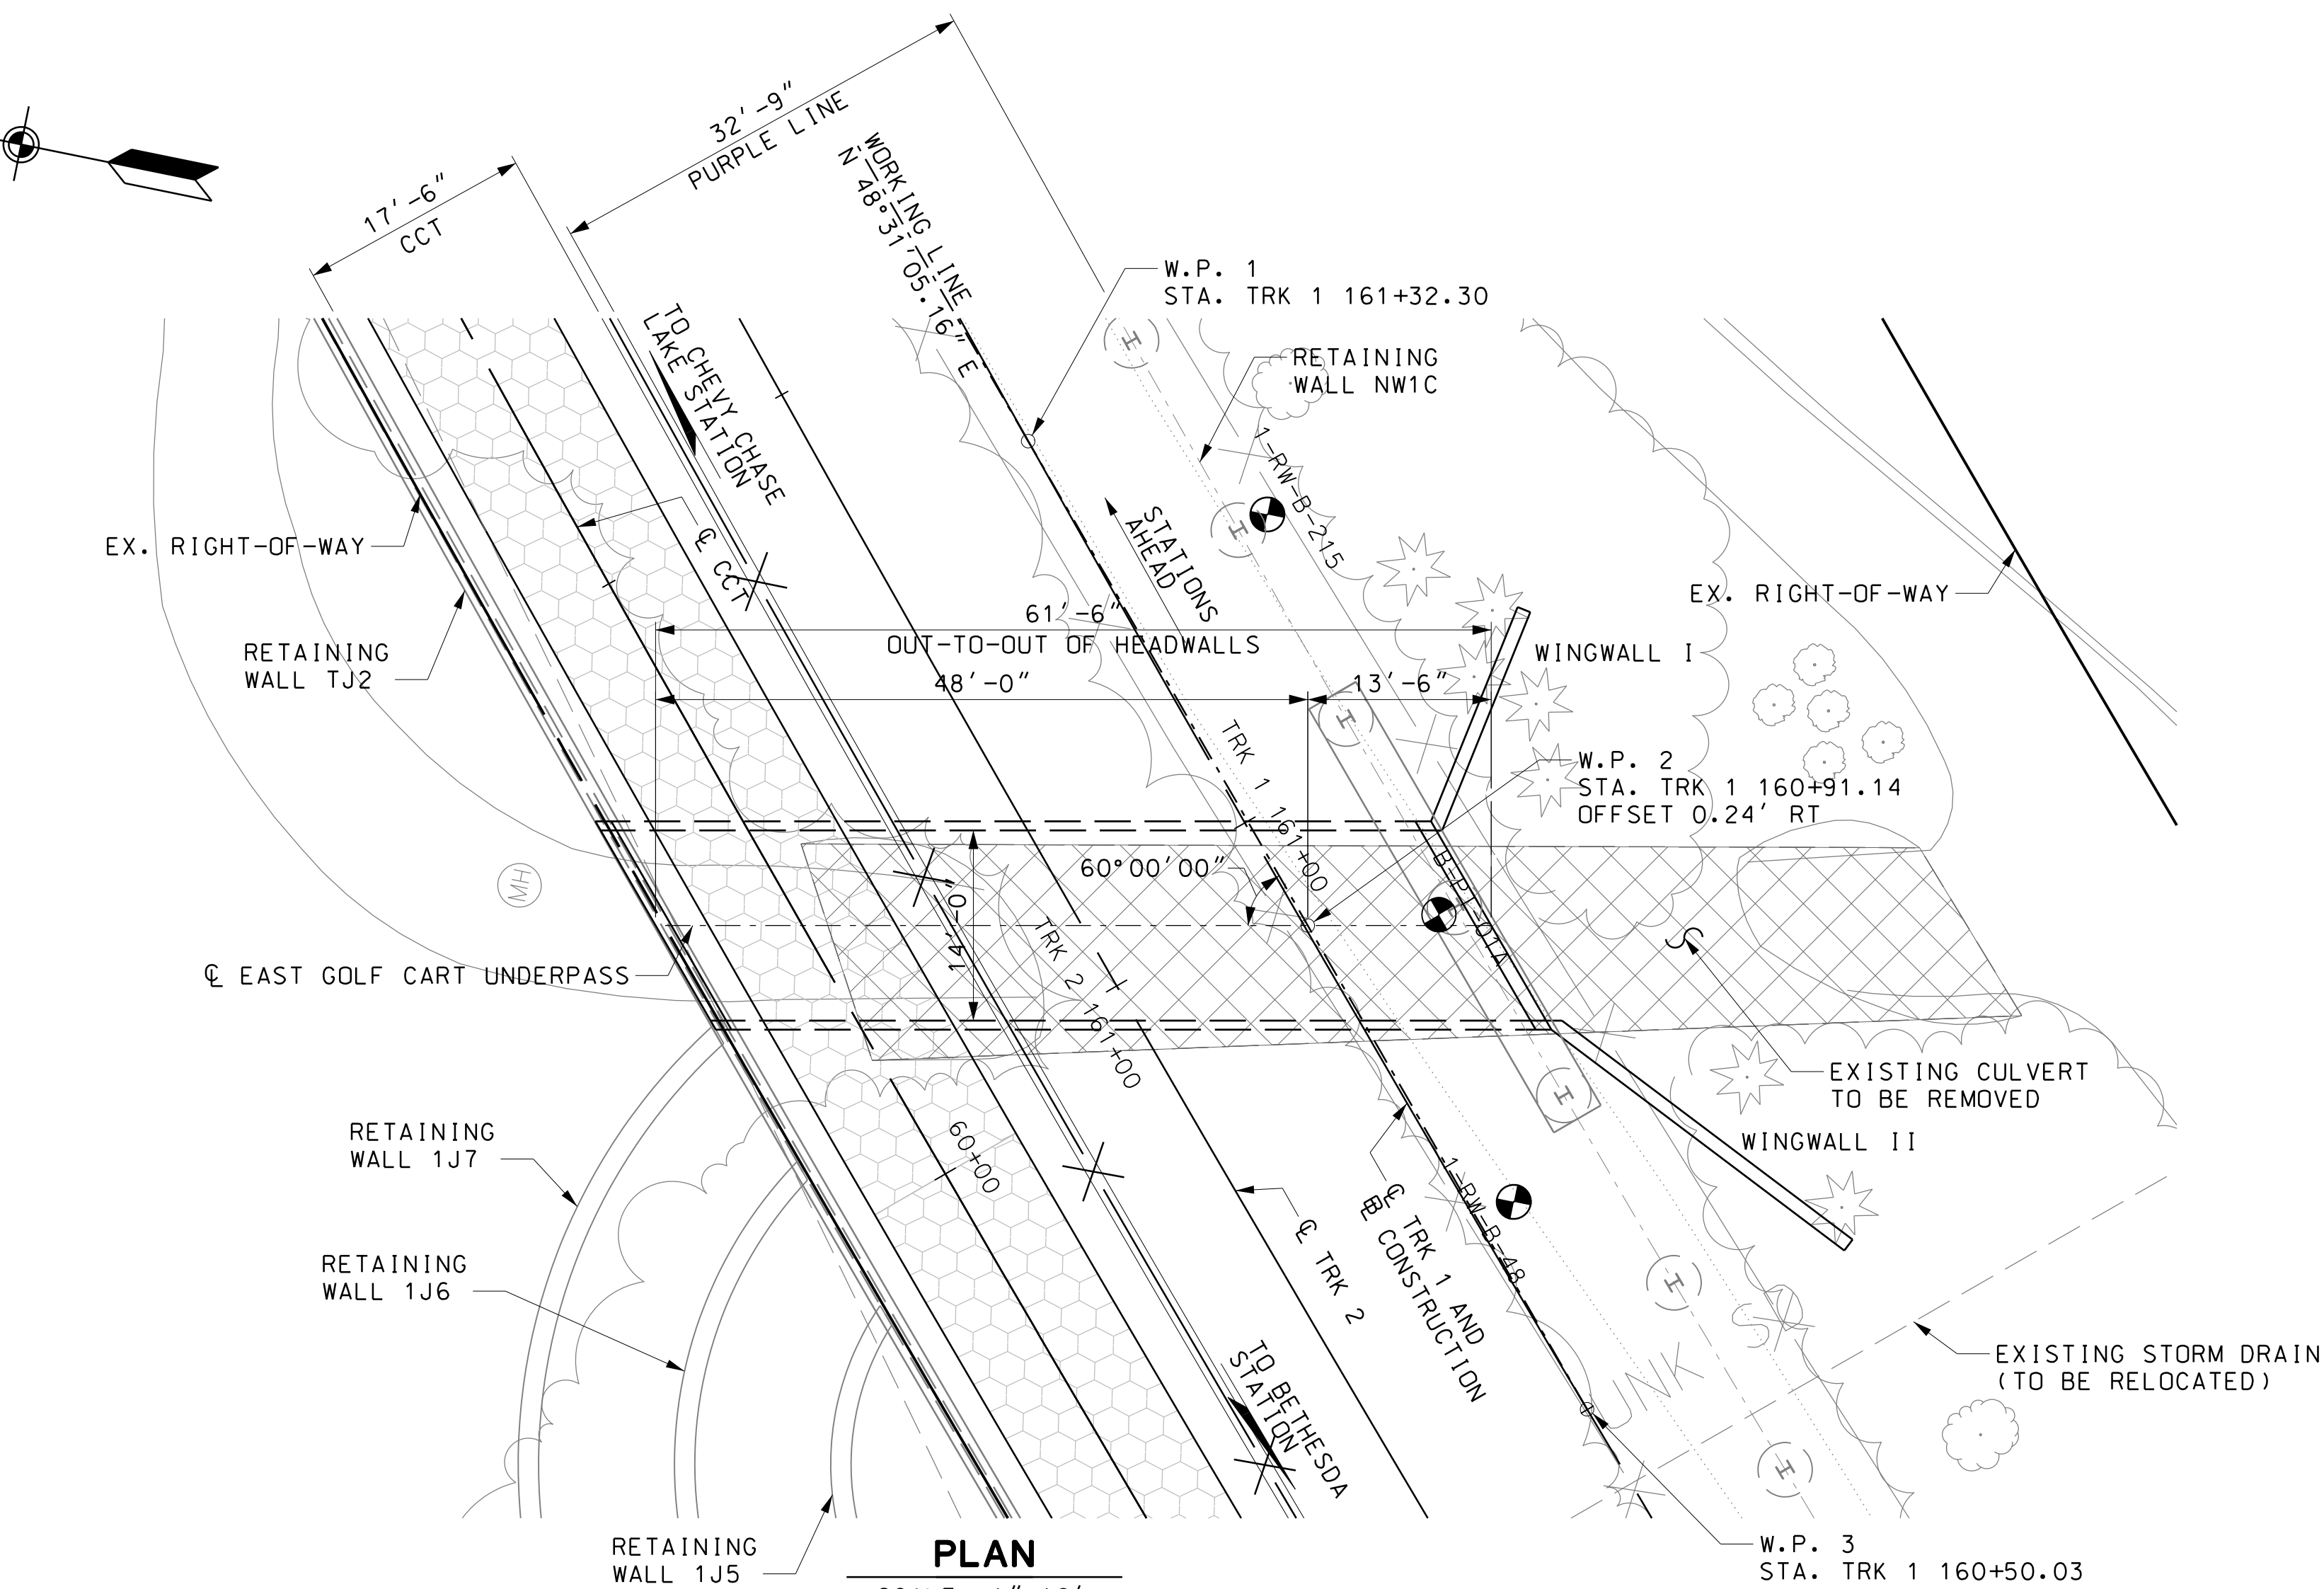 32'-9"
PURPLE LINE
17'-6"
CCT
WORKING LINE
N 48°31'05.16" E
W.P. 1
STA. TRK 1 161+32.30
TO CHEVY CHASE
LAKE STATION
RETAINING
WALL NW1C
1-RW-B-215
EX. RIGHT-OF-WAY
℄ CCT
STATIONS
AHEAD
EX. RIGHT-OF-WAY
61'-6"
OUT-TO-OUT OF HEADWALLS
RETAINING
WALL TJ2
WINGWALL I
48'-0"
13'-6"
TRK 1 161+00
W.P. 2
STA. TRK 1 160+91.14
OFFSET 0.24' RT
60°00'00"
B-P1-01A
MH
14'-0"
TRK 2 161+00
℄ EAST GOLF CART UNDERPASS
EXISTING CULVERT
TO BE REMOVED
RETAINING
WALL 1J7
60+00
WINGWALL II
1-RW-B-48
℄ TRK 1 AND
℄ CONSTRUCTION
℄ TRK 2
RETAINING
WALL 1J6
TO BETHESDA
STATION
UNK SD
EXISTING STORM DRAIN
(TO BE RELOCATED)
RETAINING
WALL 1J5
PLAN
W.P. 3
STA. TRK 1 160+50.03